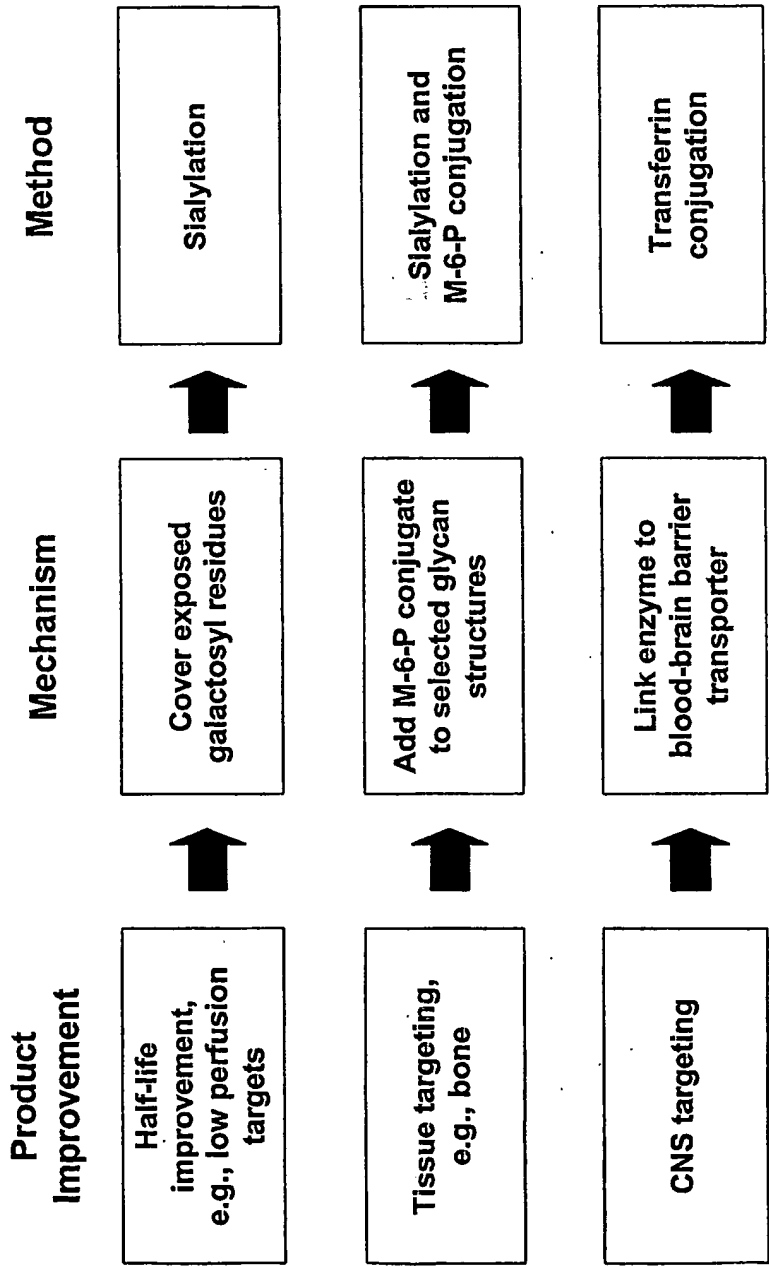 Product
Improvement
Mechanism
Method
Half-life
improvement,
e.g., low perfusion
targets
Cover exposed
galactosyl residues
Sialylation
Tissue targeting,
e.g., bone
Add M-6-P conjugate
to selected glycan
structures
Sialylation and
M-6-P conjugation
CNS targeting
Link enzyme to
blood-brain barrier
transporter
Transferrin
conjugation